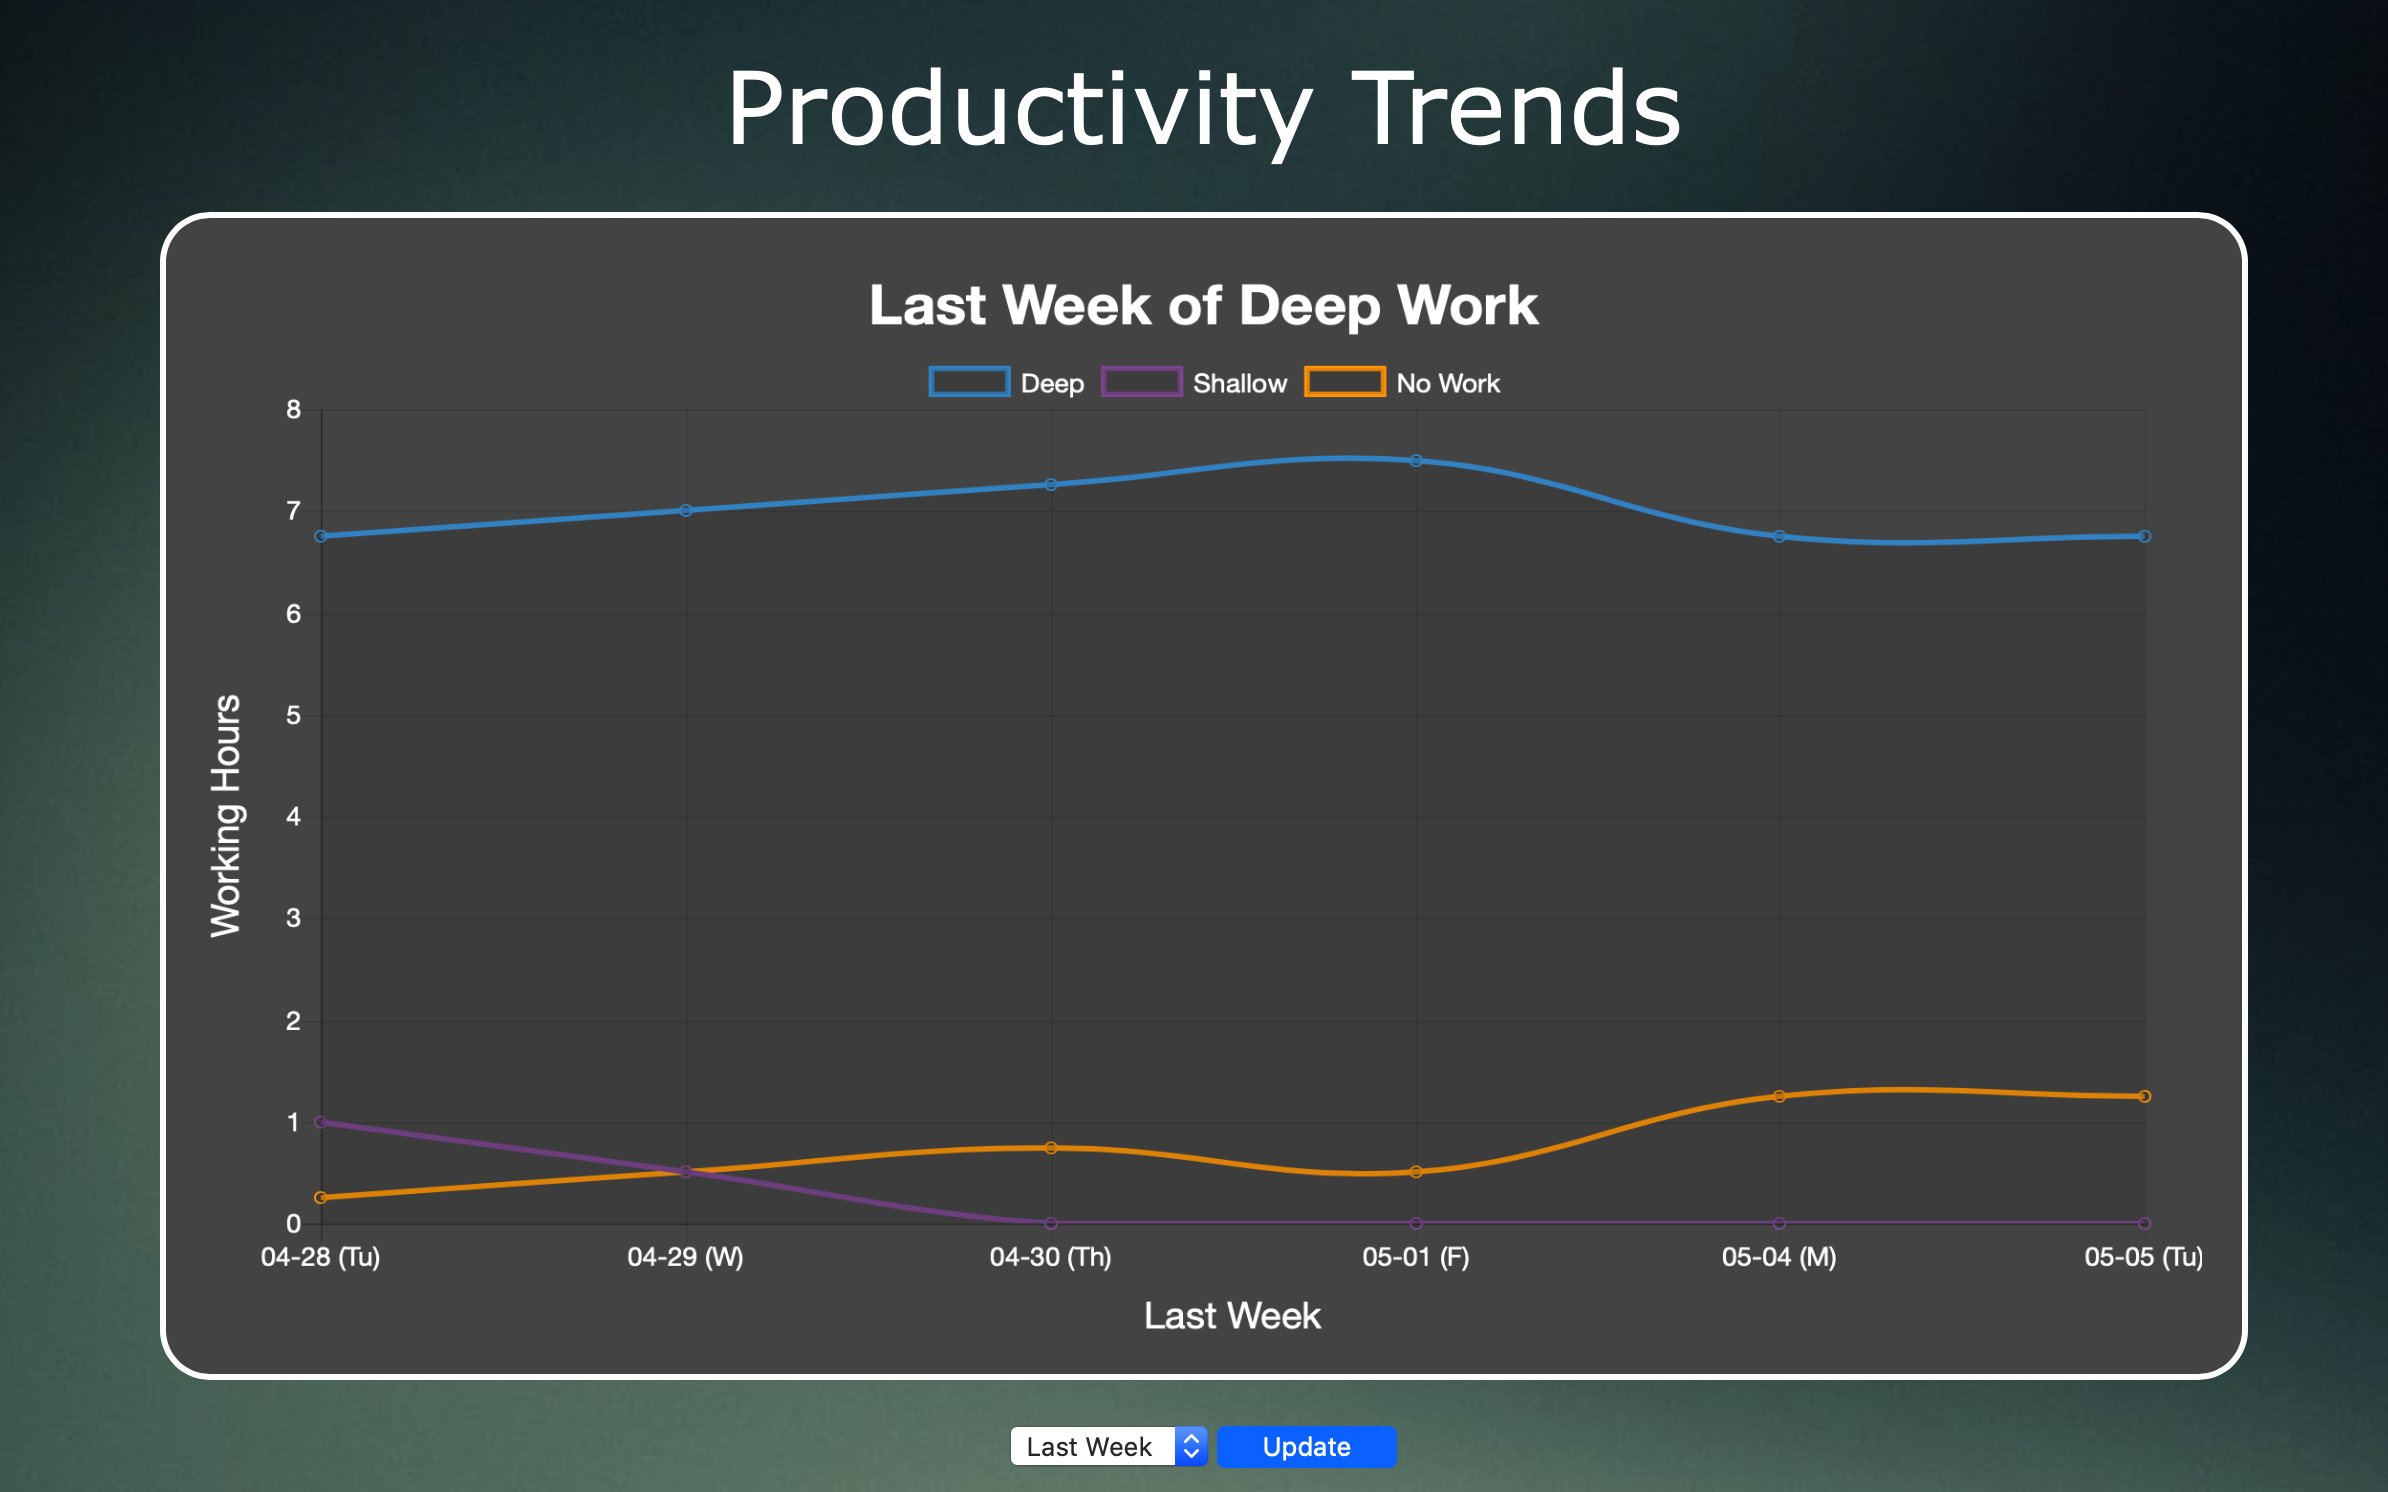 Productivity Trends
Last Week of Deep Work
Deep Shallow No Work
8
7
6
5
4
3
2
1
0
Working Hours
04-28 (Tu) 04-29 (W) 04-30 (Th) 05-01 (F) 05-04 (M) 05-05 (Tu)
Last Week
Last Week Update